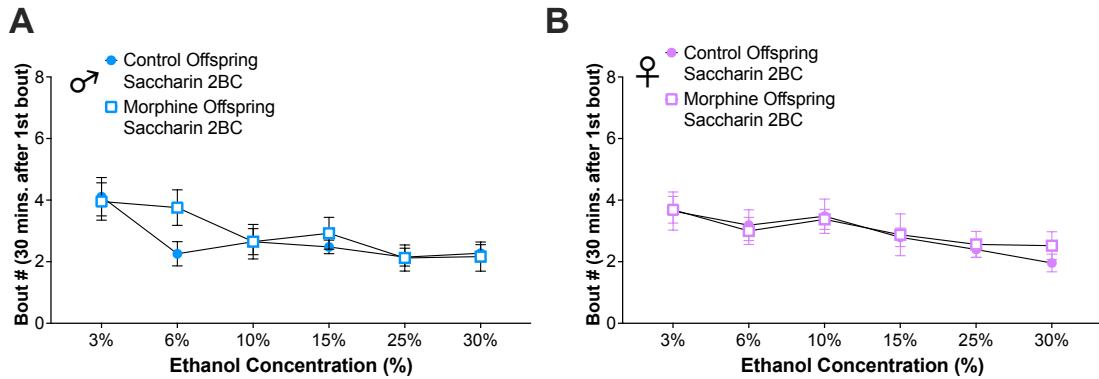 A
♂
Control Offspring
Saccharin 2BC
Morphine Offspring
Saccharin 2BC
Bout # (30 mins. after 1st bout)
8
6
4
2
0
3% 6% 10% 15% 25% 30%
Ethanol Concentration (%)
B
♀
Control Offspring
Saccharin 2BC
Morphine Offspring
Saccharin 2BC
Bout # (30 mins. after 1st bout)
8
6
4
2
0
3% 6% 10% 15% 25% 30%
Ethanol Concentration (%)